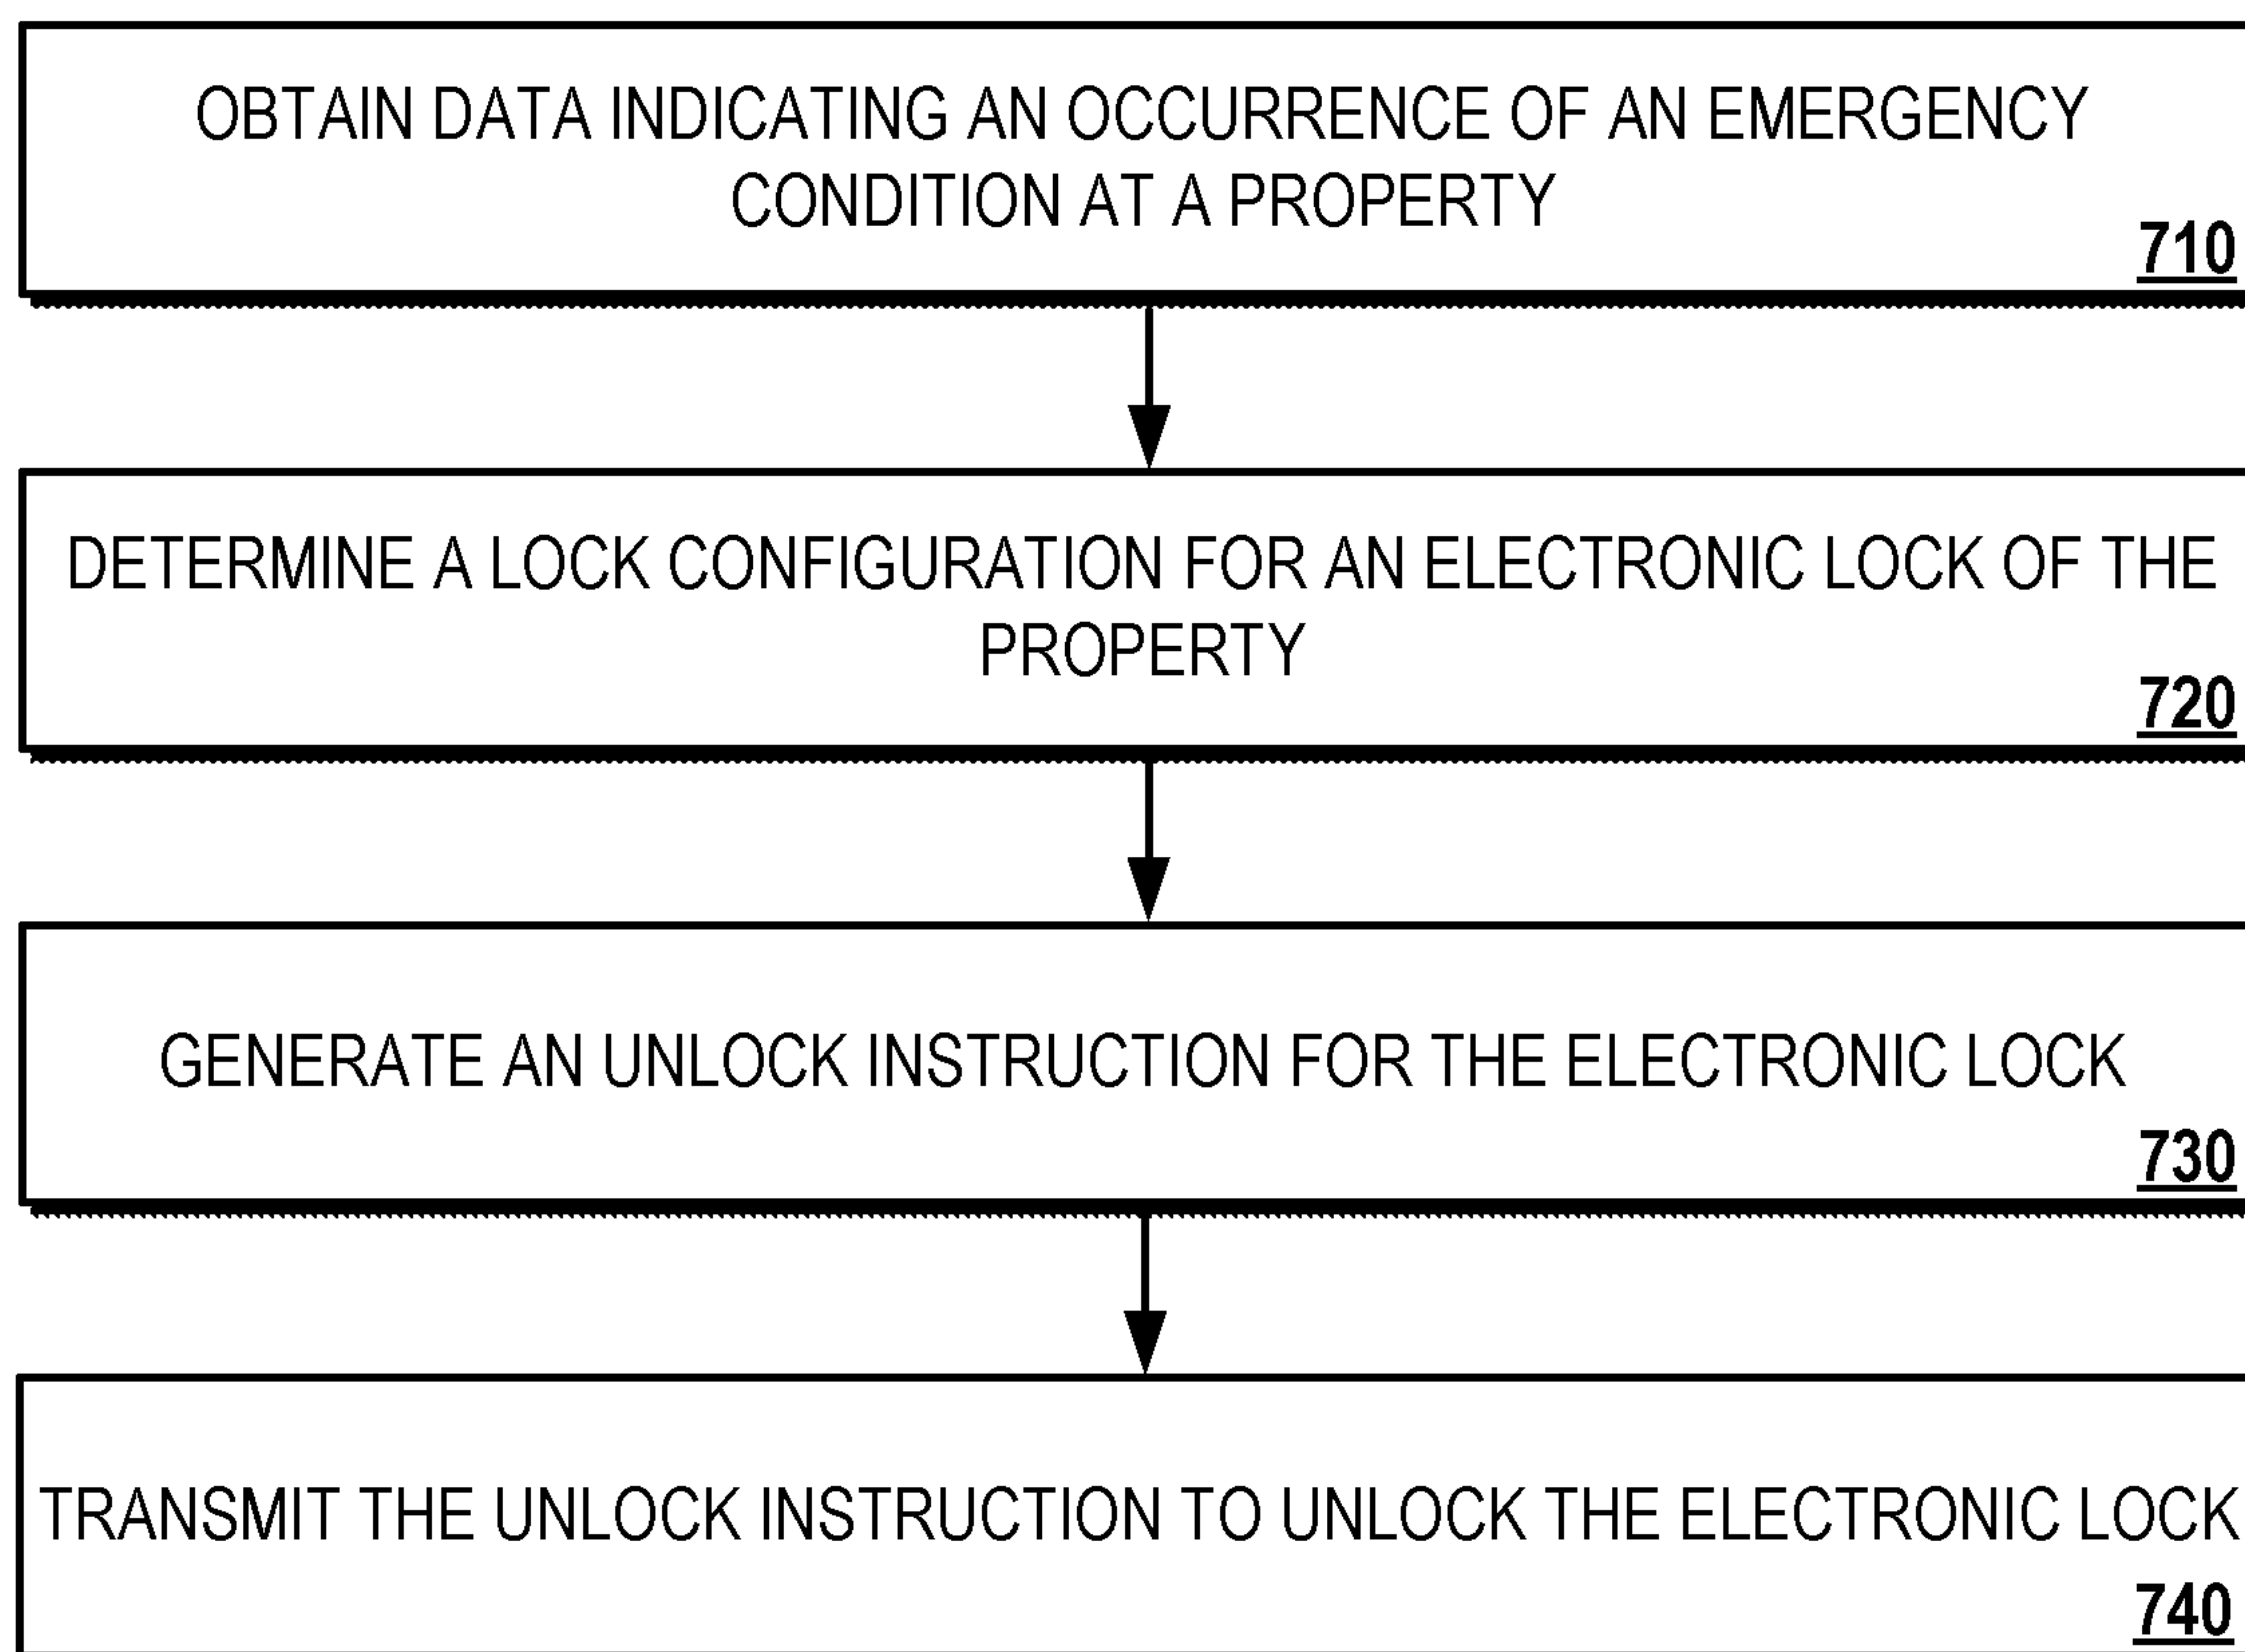 OBTAIN DATA INDICATING AN OCCURRENCE OF AN EMERGENCY
CONDITION AT A PROPERTY
710
DETERMINE A LOCK CONFIGURATION FOR AN ELECTRONIC LOCK OF THE
PROPERTY
720
GENERATE AN UNLOCK INSTRUCTION FOR THE ELECTRONIC LOCK
730
TRANSMIT THE UNLOCK INSTRUCTION TO UNLOCK THE ELECTRONIC LOCK
740